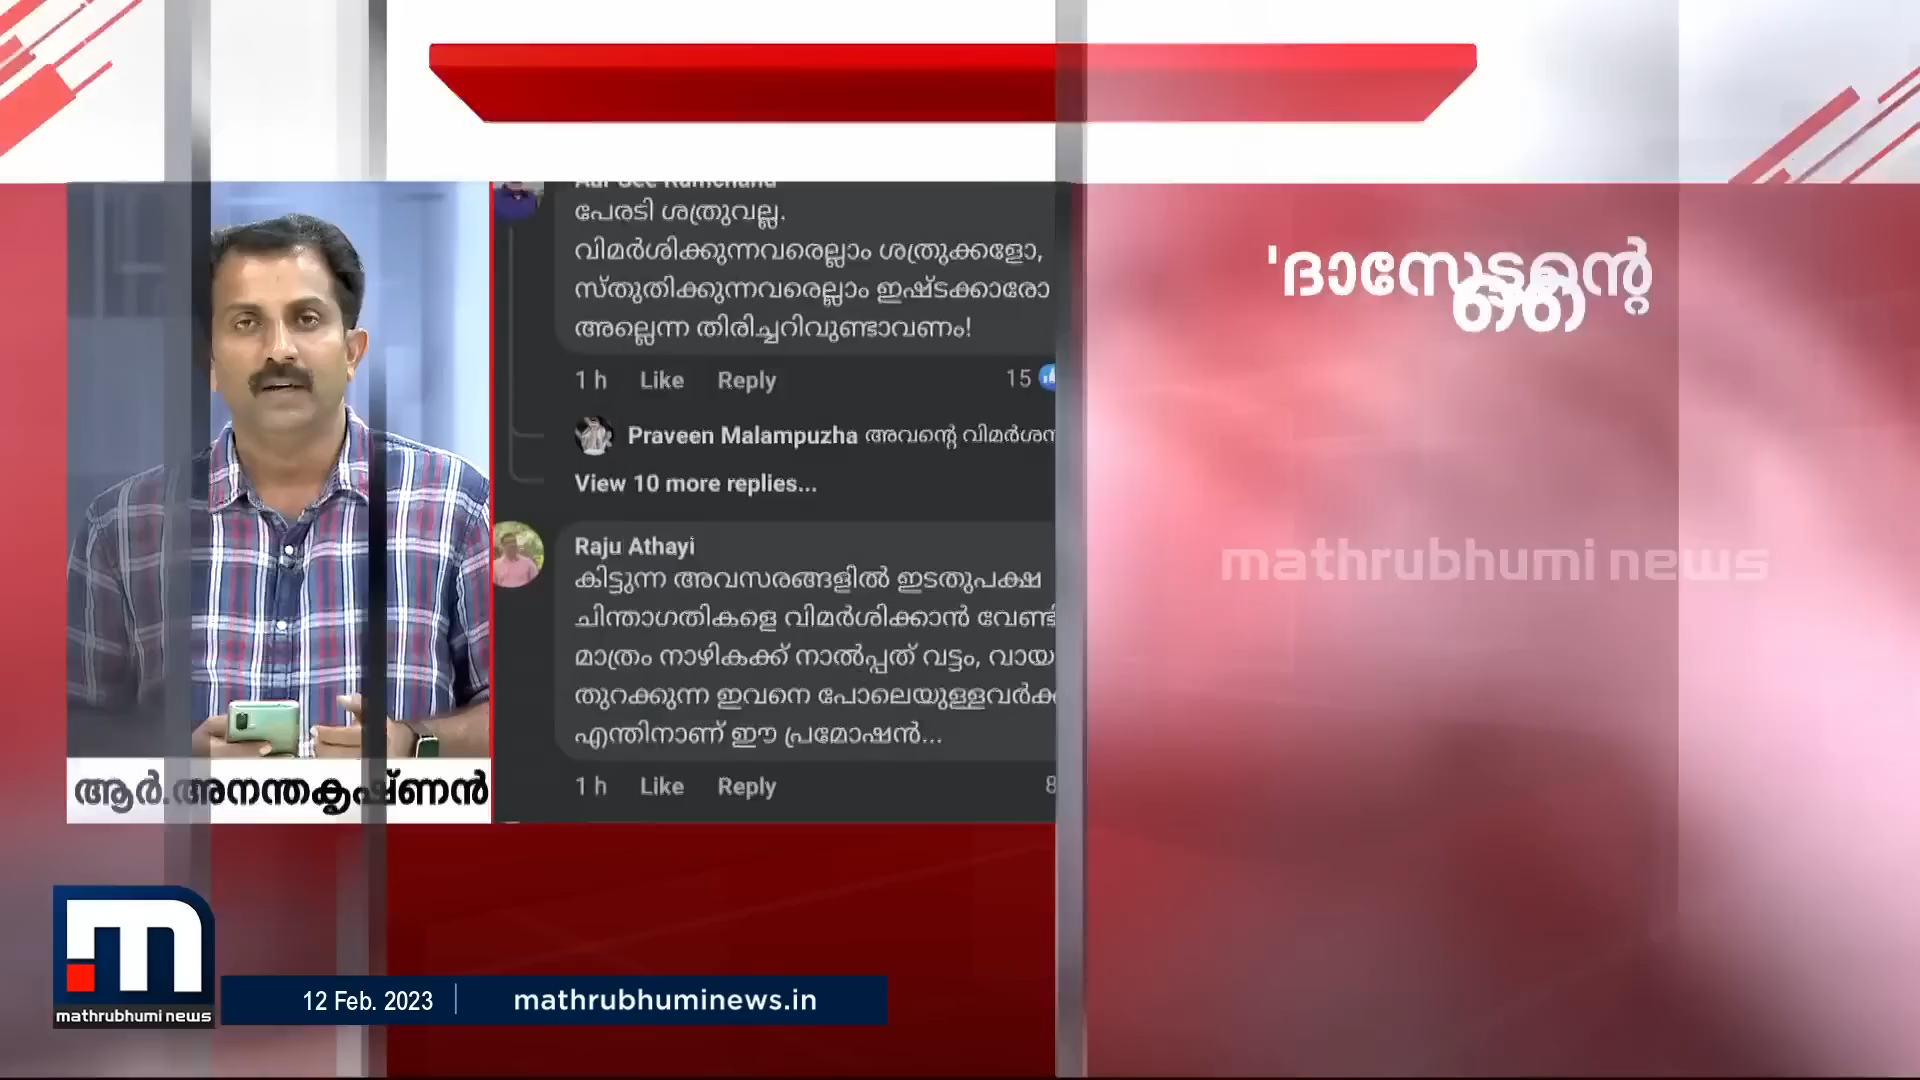 പേരടി ശത്രുവല്ല.
വിമർശിക്കുന്നവരെല്ലാം ശത്രുക്കളോ,
സ്തുതിക്കുന്നവരെല്ലാം ഇഷ്ടക്കാരോ
അല്ലെന്ന തിരിച്ചറിവുണ്ടാവണം!
1 h Like Reply 15
Praveen Malampuzha അവന്റെ
View 10 more replies...
Raju Athayi
കിട്ടുന്ന അവസരങ്ങളിൽ ഇടതുപക്ഷ
ചിന്താഗതികളെ വിമർശിക്കാൻ
മാത്രം നാഴികക്ക് നാൽപ്പത് വട്ടം,
തുറക്കുന്ന ഇവനെ
എന്തിനാണ് ഈ പ്രമോഷൻ...
1 h Like Reply 8
ആർ.അനന്തകൃഷ്ണൻ
'ദാസേട്ടന്റെ
mathrubhumi news
mathrubhumi news
12 Feb. 2023 mathrubhuminews.in